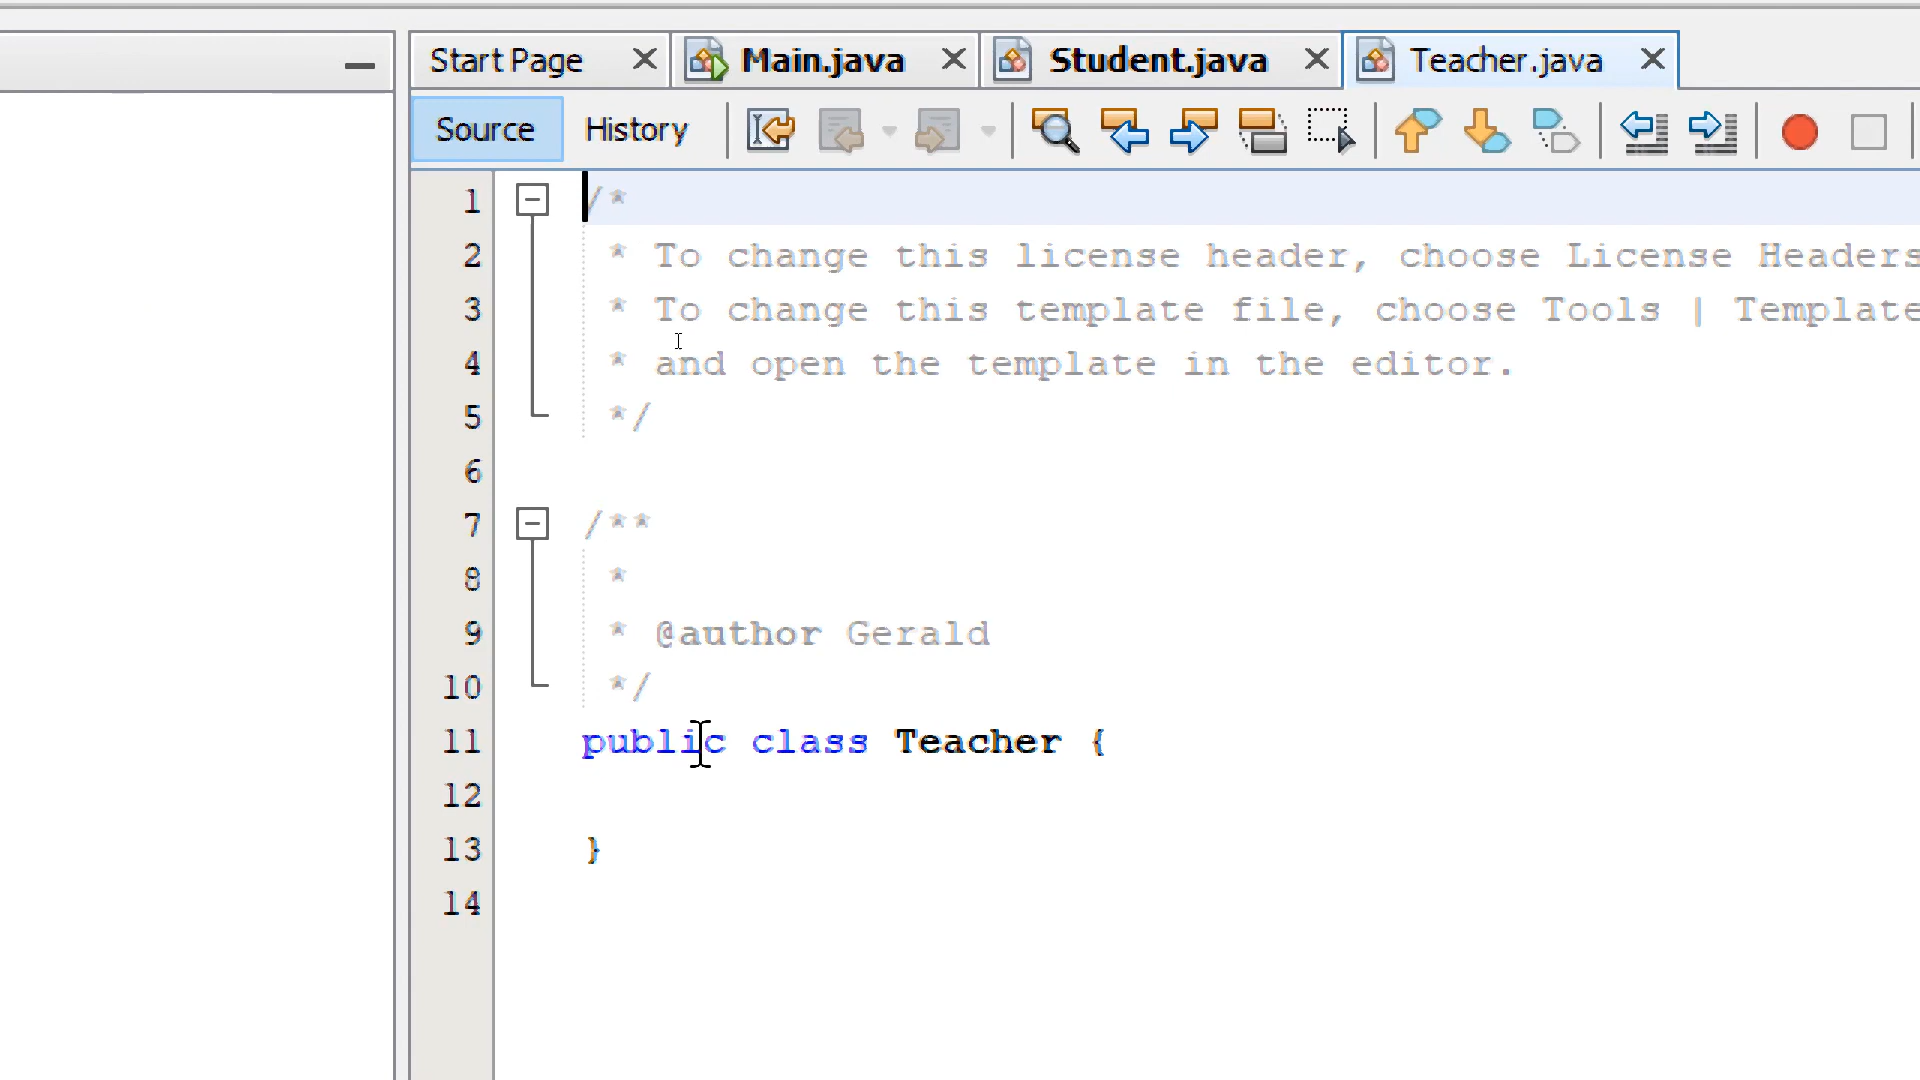 Start Page Main.java Student.java Teacher.java
Source History
1 /*
2 * To change this license header, choose License Headers
3 * To change this template file, choose Tools | Template
4 * and open the template in the editor.
5 */
6
7 /**
8 *
9 * @author Gerald
10 */
11 public class Teacher {
12
13 }
14